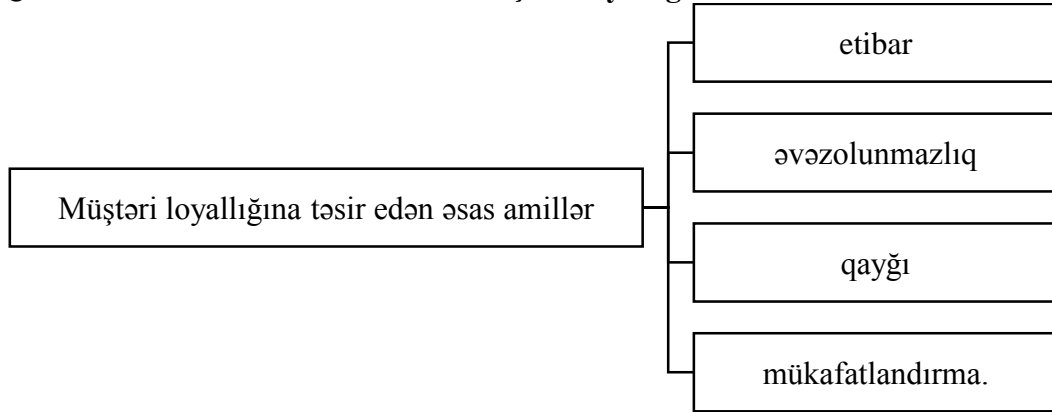 Müştəri loyallığına təsir edən əsas amillər
etibar
əvəzolunmazlıq
qayğı
mükafatlandırma.